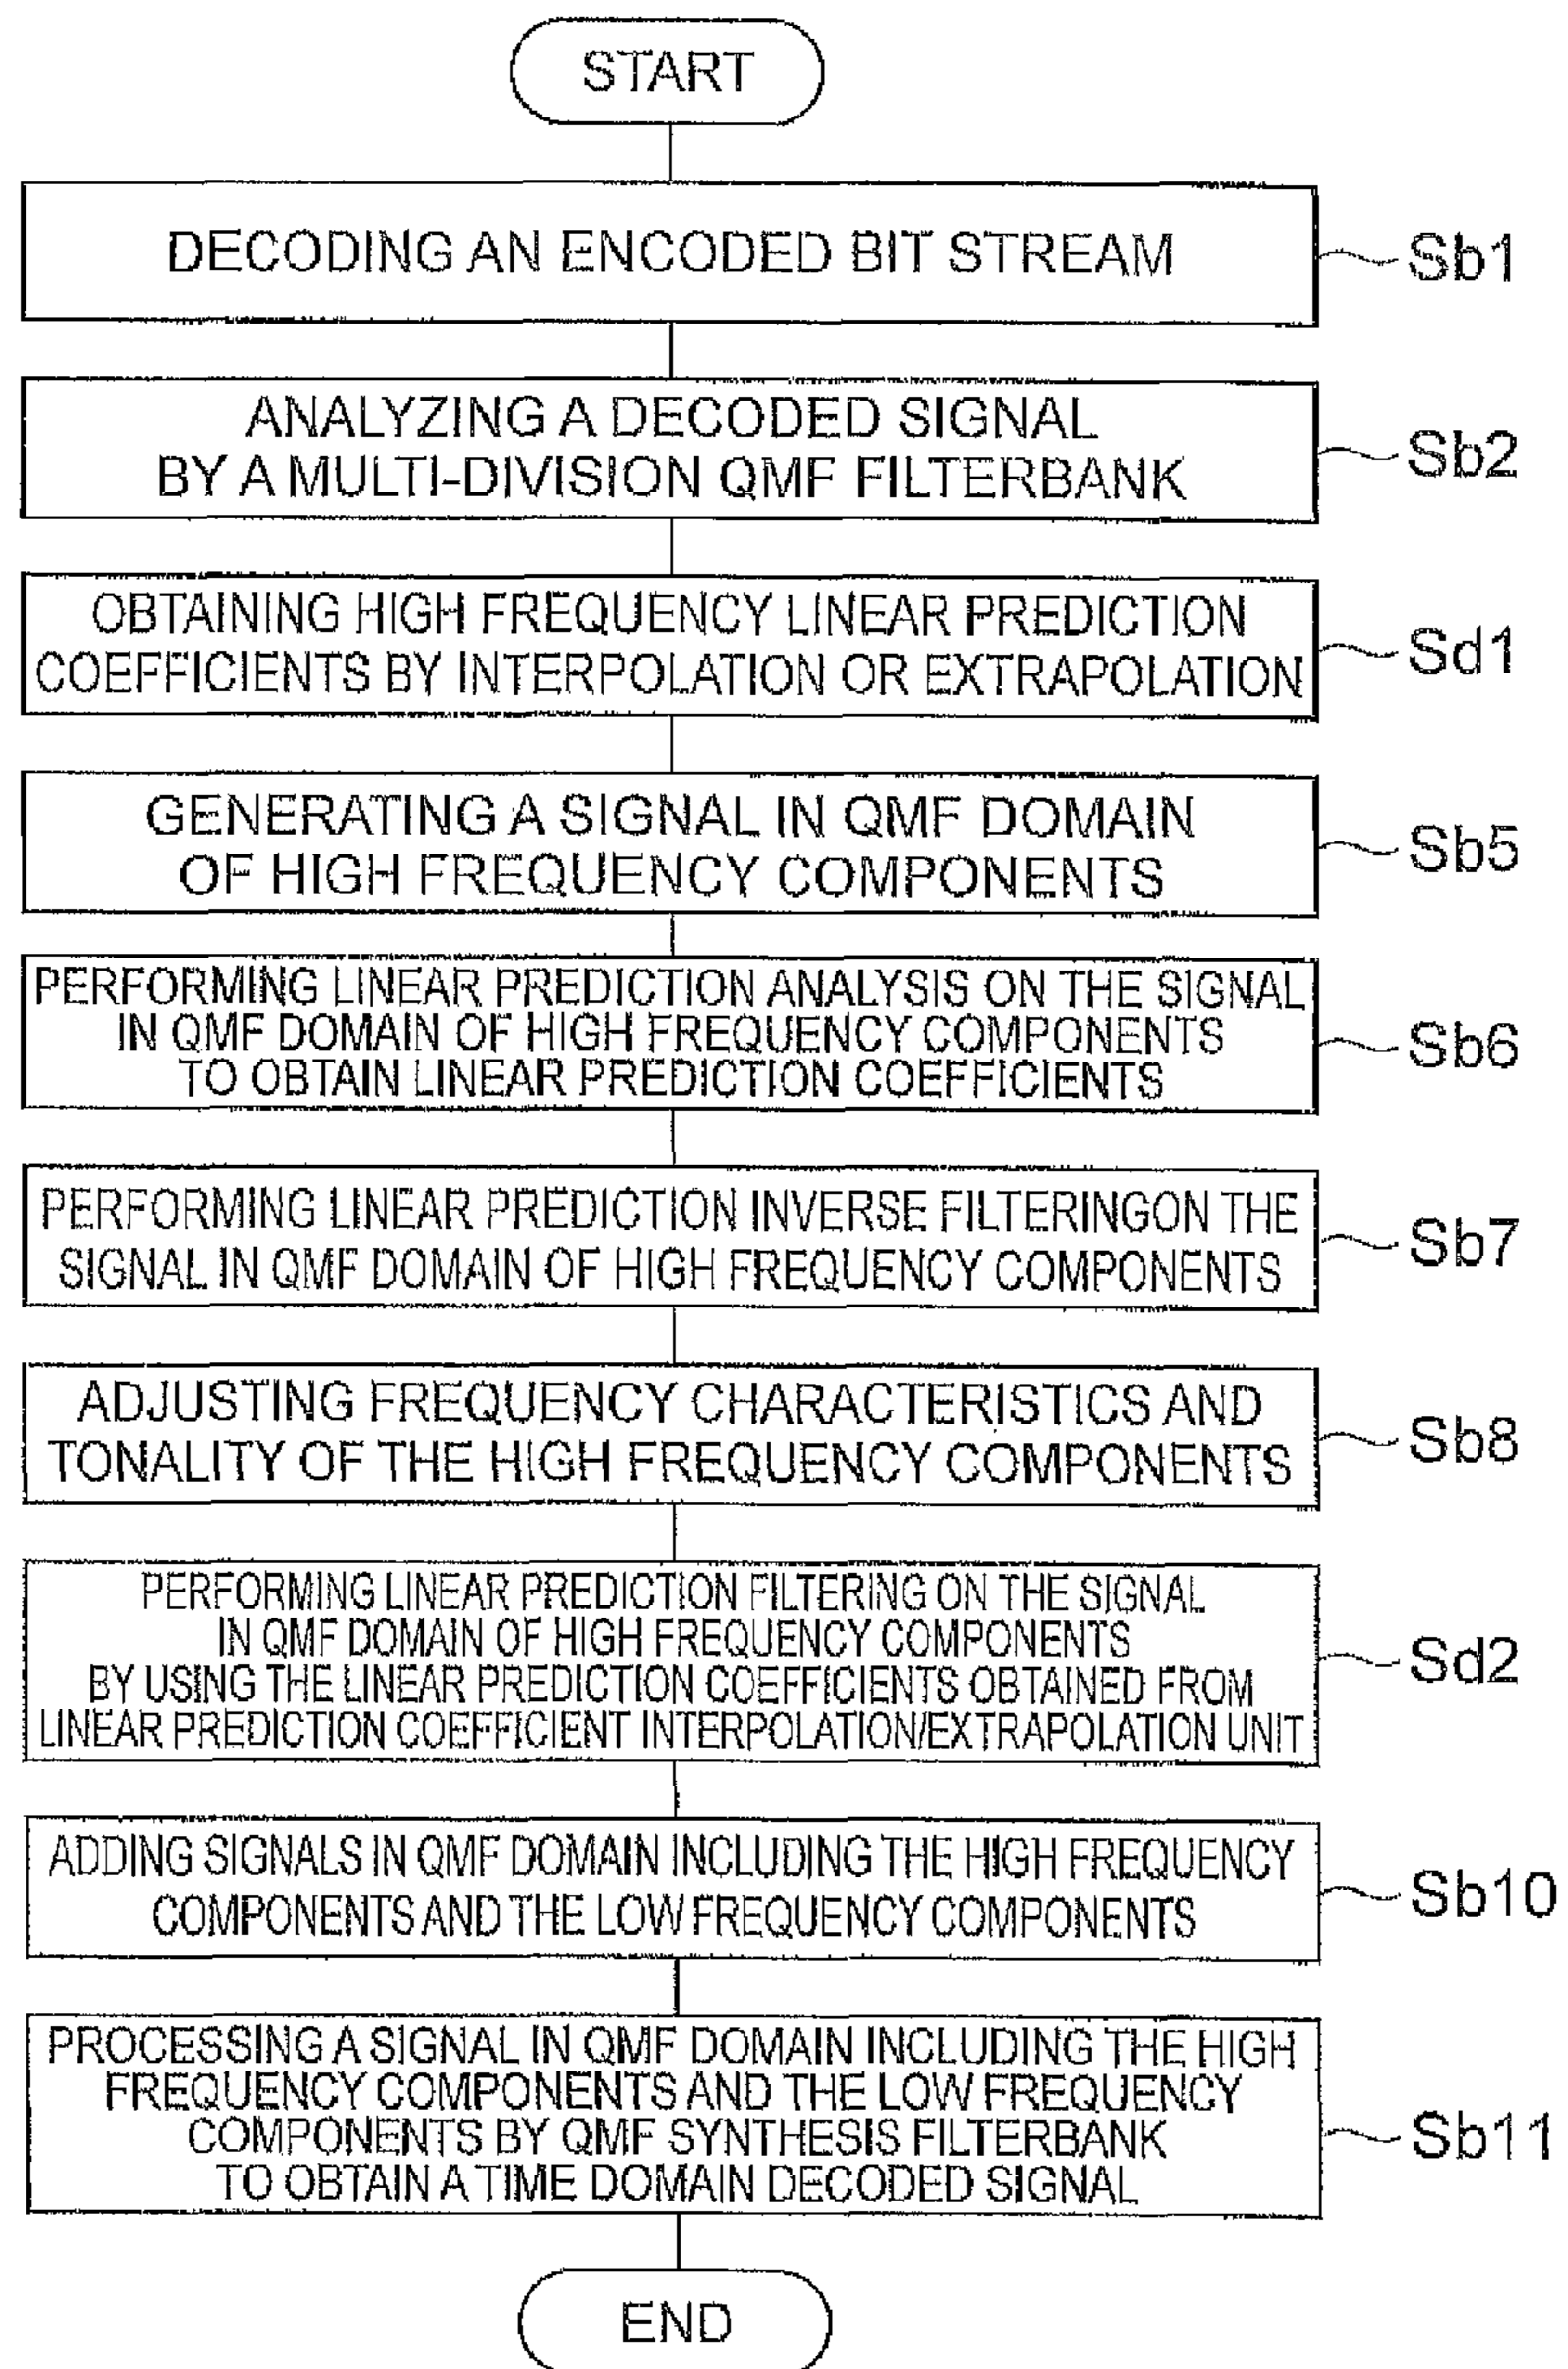 START
DECODING AN ENCODED BIT STREAM
Sb1
ANALYZING A DECODED SIGNAL
BY A MULTI-DIVISION QMF FILTERBANK
Sb2
OBTAINING HIGH FREQUENCY LINEAR PREDICTION
COEFFICIENTS BY INTERPOLATION OR EXTRAPOLATION
Sd1
GENERATING A SIGNAL IN QMF DOMAIN
OF HIGH FREQUENCY COMPONENTS
Sb5
PERFORMING LINEAR PREDICTION ANALYSIS ON THE SIGNAL
IN QMF DOMAIN OF HIGH FREQUENCY COMPONENTS
TO OBTAIN LINEAR PREDICTION COEFFICIENTS
Sb6
PERFORMING LINEAR PREDICTION INVERSE FILTERINGON THE
SIGNAL IN QMF DOMAIN OF HIGH FREQUENCY COMPONENTS
Sb7
ADJUSTING FREQUENCY CHARACTERISTICS AND
TONALITY OF THE HIGH FREQUENCY COMPONENTS
Sb8
PERFORMING LINEAR PREDICTION FILTERING ON THE SIGNAL
IN QMF DOMAIN OF HIGH FREQUENCY COMPONENTS
BY USING THE LINEAR PREDICTION COEFFICIENTS OBTAINED FROM
LINEAR PREDICTION COEFFICIENT INTERPOLATION/EXTRAPOLATION UNIT
Sd2
ADDING SIGNALS IN QMF DOMAIN INCLUDING THE HIGH FREQUENCY
COMPONENTS AND THE LOW FREQUENCY COMPONENTS
Sb10
PROCESSING A SIGNAL IN QMF DOMAIN INCLUDING THE HIGH
FREQUENCY COMPONENTS AND THE LOW FREQUENCY
COMPONENTS BY QMF SYNTHESIS FILTERBANK
TO OBTAIN A TIME DOMAIN DECODED SIGNAL
Sb11
END